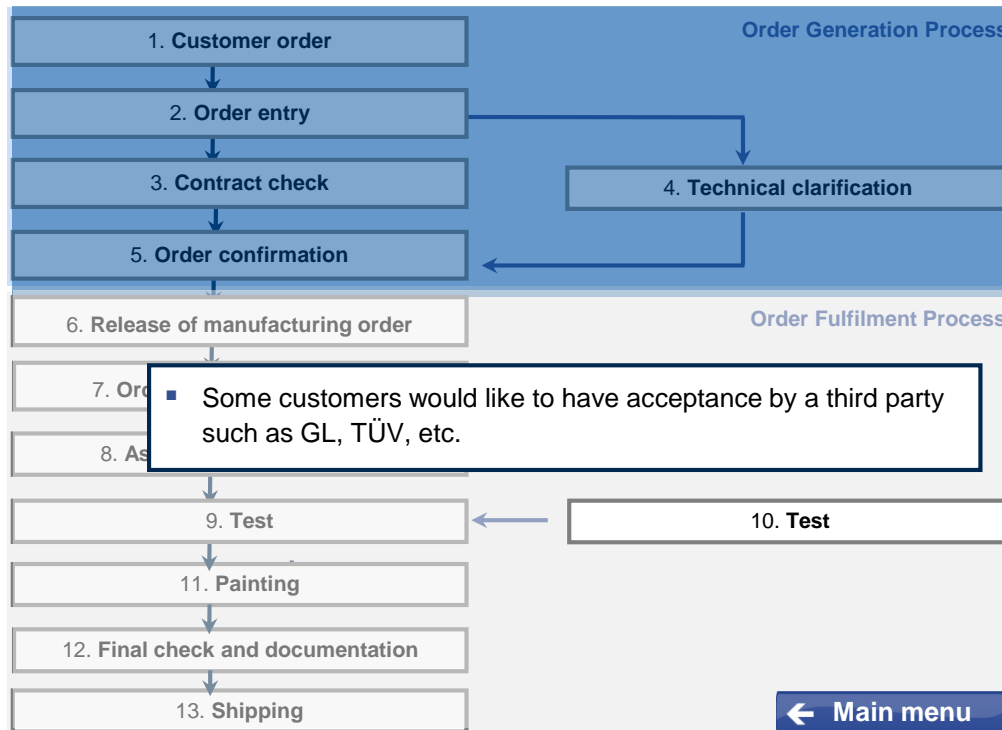 Order Generation Process
1. Customer order
2. Order entry
3. Contract check
4. Technical clarification
5. Order confirmation
Order Fulfilment Process
6. Release of manufacturing order
7. Ord
▪ Some customers would like to have acceptance by a third party
such as GL, TÜV, etc.
8. As
9. Test
10. Test
11. Painting
12. Final check and documentation
13. Shipping
Main menu